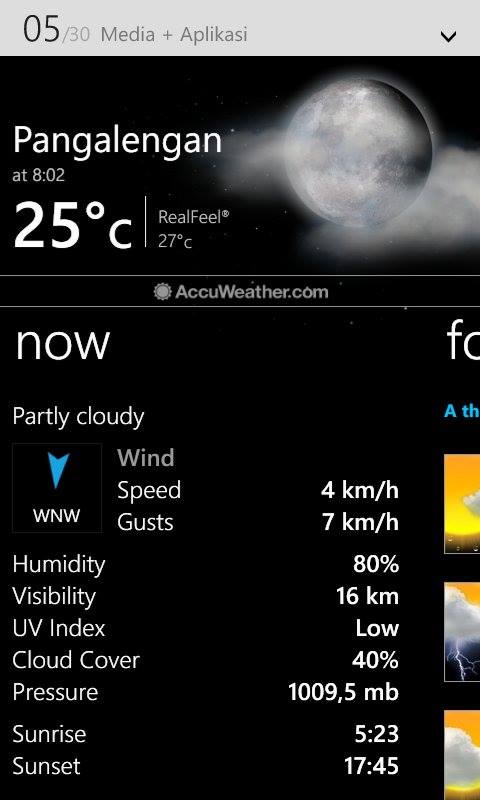 05/30 Media + Aplikasi
Pangalengan
at 8:02
25°c
RealFeel®
27°c
AccuWeather.com
now
fo
Partly cloudy
A th
Wind
WNW
Speed 4 km/h
Gusts 7 km/h
Humidity 80%
Visibility 16 km
UV Index Low
Cloud Cover 40%
Pressure 1009,5 mb
Sunrise 5:23
Sunset 17:45